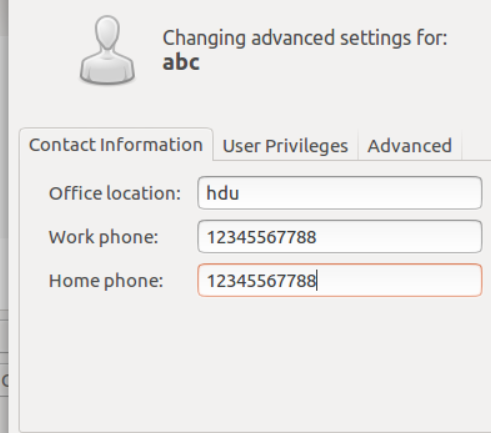 Changing advanced settings for:
abc
Contact Information User Privileges Advanced
Office location: hdu
Work phone: 12345567788
Home phone: 12345567788